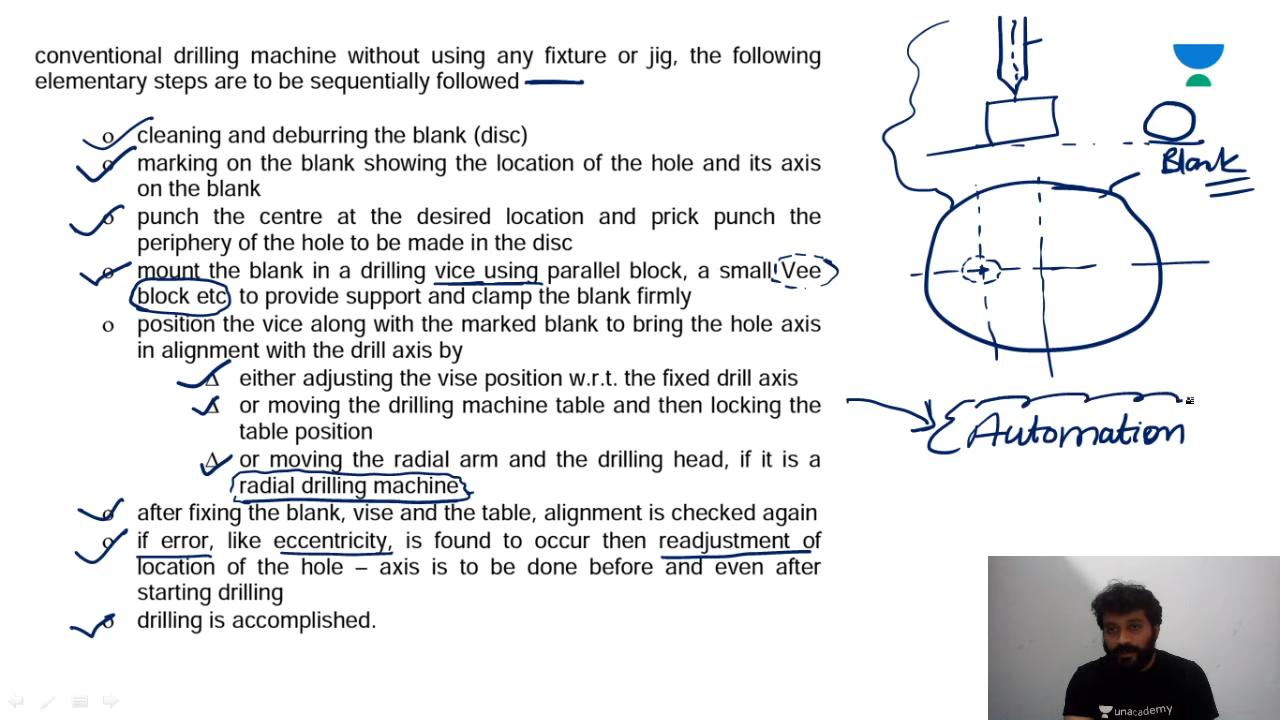 conventional drilling machine without using any fixture or jig, the following
elementary steps are to be sequentially followed
o cleaning and deburring the blank (disc)
o marking on the blank showing the location of the hole and its axis
on the blank
o punch the centre at the desired location and prick punch the
periphery of the hole to be made in the disc
o mount the blank in a drilling vice using parallel block, a small Vee
block etc to provide support and clamp the blank firmly
o position the vice along with the marked blank to bring the hole axis
in alignment with the drill axis by
Δ either adjusting the vise position w.r.t. the fixed drill axis
Δ or moving the drilling machine table and then locking the
table position
Δ or moving the radial arm and the drilling head, if it is a
radial drilling machine
o after fixing the blank, vise and the table, alignment is checked again
o if error, like eccentricity, is found to occur then readjustment of
location of the hole – axis is to be done before and even after
starting drilling
o drilling is accomplished.
Blank
Automation
unacademy